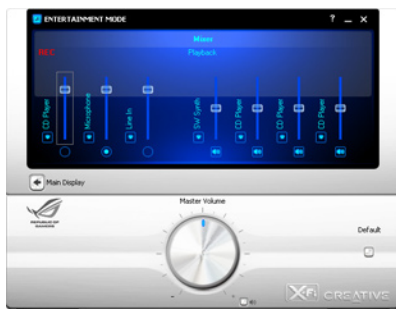 ENTERTAINMENT MODE
? _ X
Mixer
REC
Playback
CD Player
Microphone
Line In
SW Synth
CD Player
CD Player
CD Player
Main Display
Master Volume
REPUBLIC OF
GAMERS
Default
- +
X-Fi CREATIVE